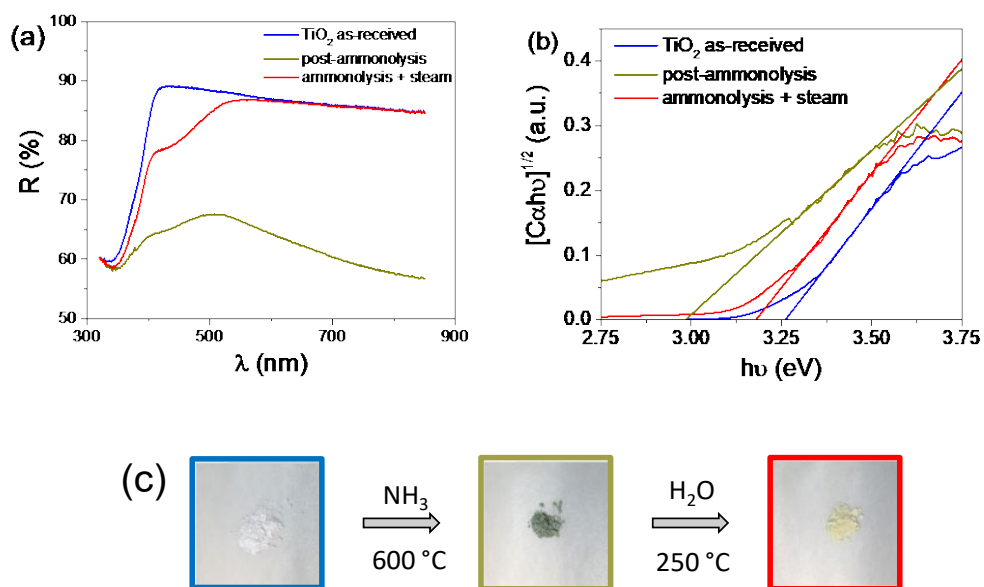 (a)
TiO₂ as-received
post-ammonolysis
ammonolysis + steam
R (%)
100
90
80
70
60
50
300
500
700
900
λ (nm)
(b)
TiO₂ as-received
post-ammonolysis
ammonolysis + steam
[Cαhυ]^1/2 (a.u.)
0.4
0.3
0.2
0.1
0.0
2.75
3.00
3.25
3.50
3.75
hυ (eV)
(c)
NH₃
600 °C
H₂O
250 °C